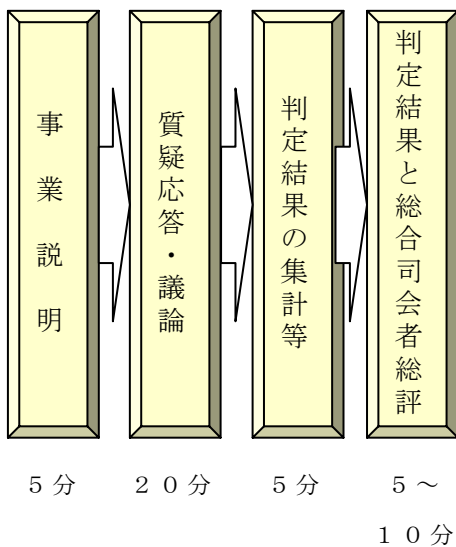 事業説明
質疑応答・議論
判定結果の集計等
判定結果と総合司会者総評
5分
20分
5分
5～
10分